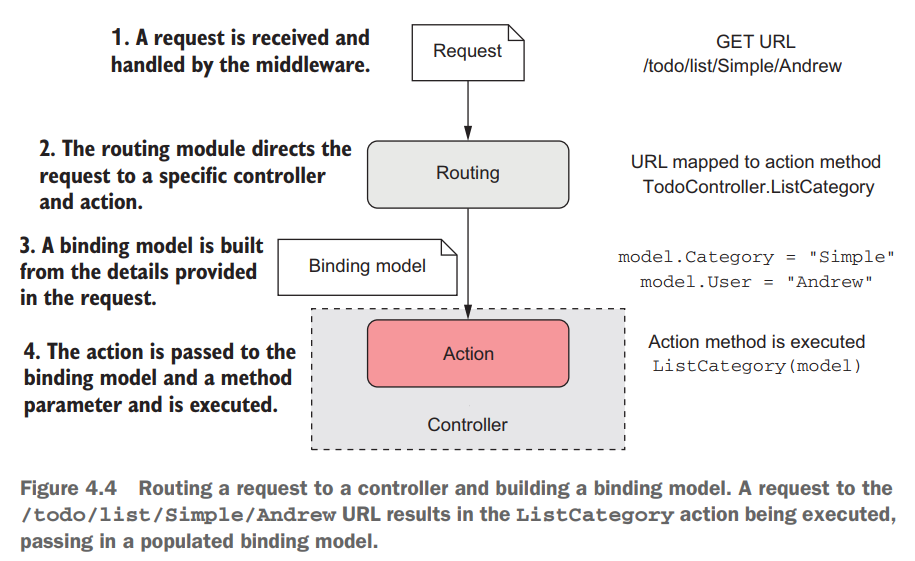 1. A request is received and
handled by the middleware.
Request
GET URL
/todo/list/Simple/Andrew
2. The routing module directs the
request to a specific controller
and action.
Routing
URL mapped to action method
TodoController.ListCategory
3. A binding model is built
from the details provided
in the request.
Binding model
model.Category = "Simple"
model.User = "Andrew"
4. The action is passed to the
binding model and a method
parameter and is executed.
Action
Controller
Action method is executed
ListCategory(model)
Figure 4.4 Routing a request to a controller and building a binding model. A request to the
/todo/list/Simple/Andrew URL results in the ListCategory action being executed,
passing in a populated binding model.